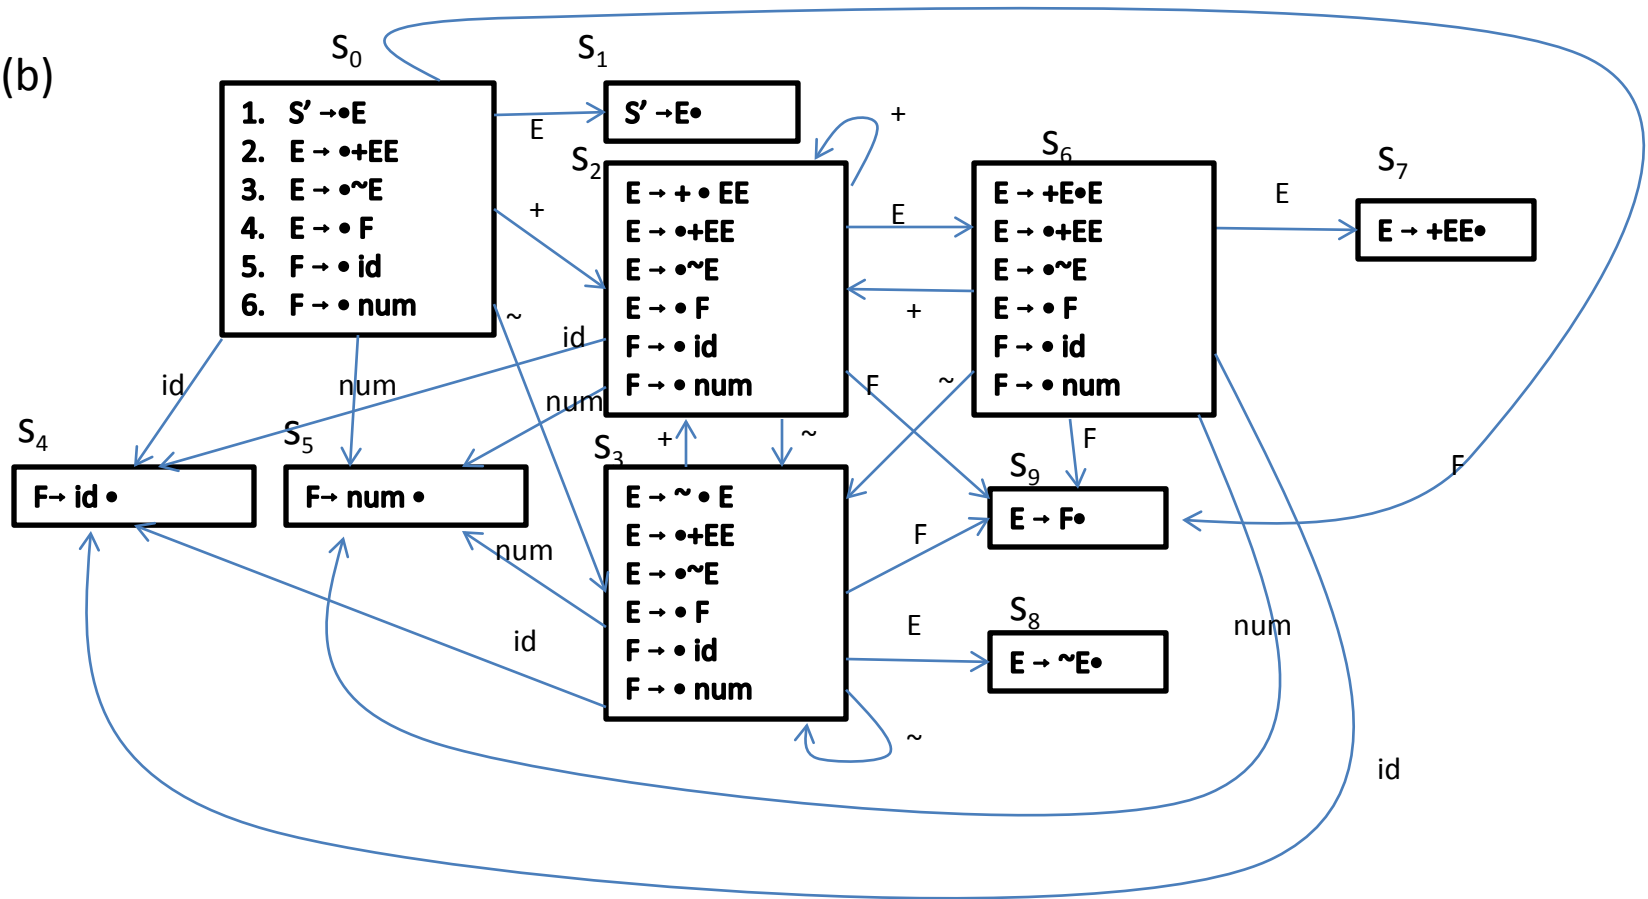 (b)
S0
1. S′ →•E
2. E → •+EE
3. E → •~E
4. E → • F
5. F → • id
6. F → • num
S1
S′ →E•
S2
E → + • EE
E → •+EE
E → •~E
E → • F
F → • id
F → • num
S6
E → +E•E
E → •+EE
E → •~E
E → • F
F → • id
F → • num
S7
E → +EE•
S4
F→ id •
S5
F→ num •
S3
E → ~ • E
E → •+EE
E → •~E
E → • F
F → • id
F → • num
S9
E → F•
S8
E → ~E•
E
+
~
id
num
+
E
+
id
num
F
~
+
~
E
F
F
num
id
F
E
num
id
~
F